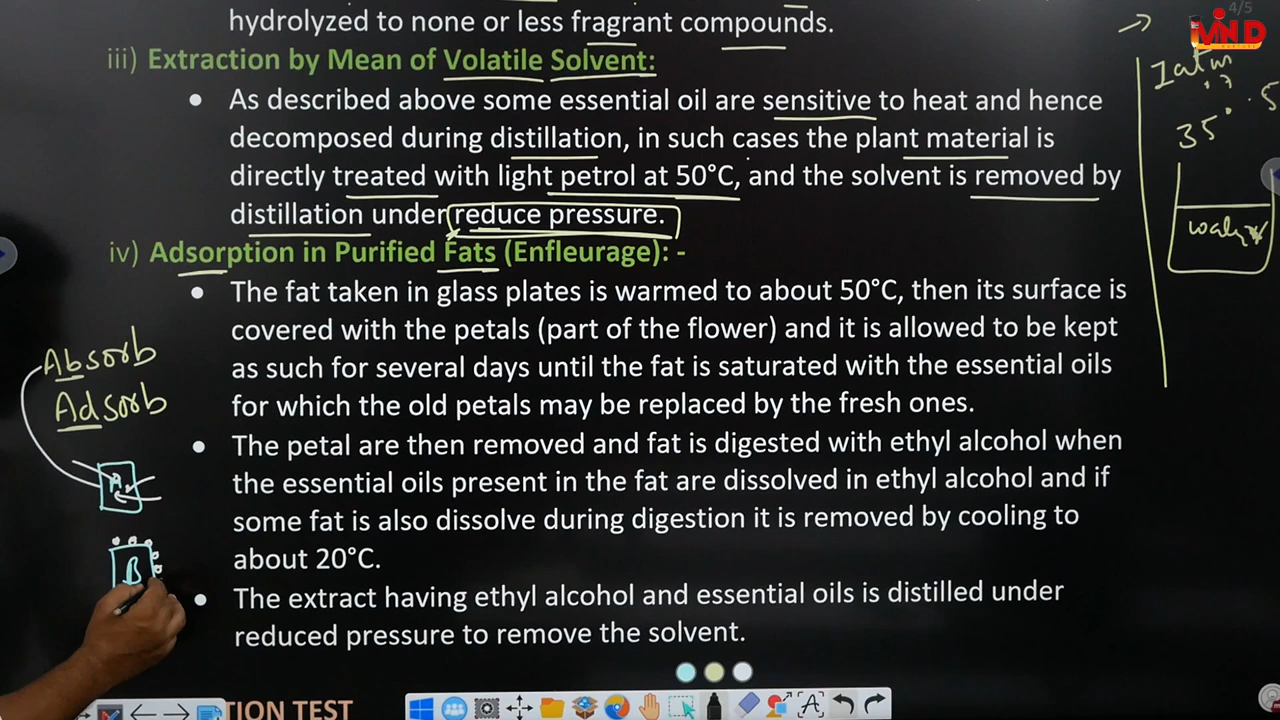 hydrolyzed to none or less fragrant compounds.
4/5
MIND
iii) Extraction by Mean of Volatile Solvent:
1atm
• As described above some essential oil are sensitive to heat and hence
decomposed during distillation, in such cases the plant material is
35°
directly treated with light petrol at 50°C, and the solvent is removed by
distillation under reduce pressure.
iv) Adsorption in Purified Fats (Enfleurage): -
• The fat taken in glass plates is warmed to about 50°C, then its surface is
covered with the petals (part of the flower) and it is allowed to be kept
Absorb
as such for several days until the fat is saturated with the essential oils
Adsorb
for which the old petals may be replaced by the fresh ones.
• The petal are then removed and fat is digested with ethyl alcohol when
the essential oils present in the fat are dissolved in ethyl alcohol and if
A
some fat is also dissolve during digestion it is removed by cooling to
about 20°C.
B
• The extract having ethyl alcohol and essential oils is distilled under
reduced pressure to remove the solvent.
TION TEST